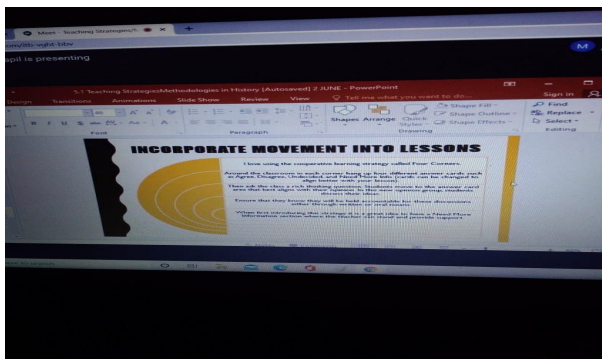 Meet - Teaching Strategies/
apil is presenting
M
5.1 Teaching StrategiesMethodologies in History [Autosaved] 2 JUNE - PowerPoint
Sign in
Design Transitions Animations Slide Show Review View Tell me what you want to do...
Shapes Arrange Quick Styles
Shape Fill
Shape Outline
Shape Effects
Find
Replace
Select
Font Paragraph Drawing Editing
INCORPORATE MOVEMENT INTO LESSONS
I love using the cooperative learning strategy called Four Corners.
Around the classroom in each corner hang up four different answer cards such
as Agree, Disagree, Undecided, and Need More Info (cards can be changed to
align better with your lesson).
Then ask the class a rich thinking question. Students move to the answer card
area that best aligns with their opinion. In this same opinion group, students
discuss their ideas.
Ensure that they know they will be held accountable for these discussions
either through written or oral means.
When first introducing this strategy it is a great idea to have a Need More
Information section where the teacher can stand and provide support.